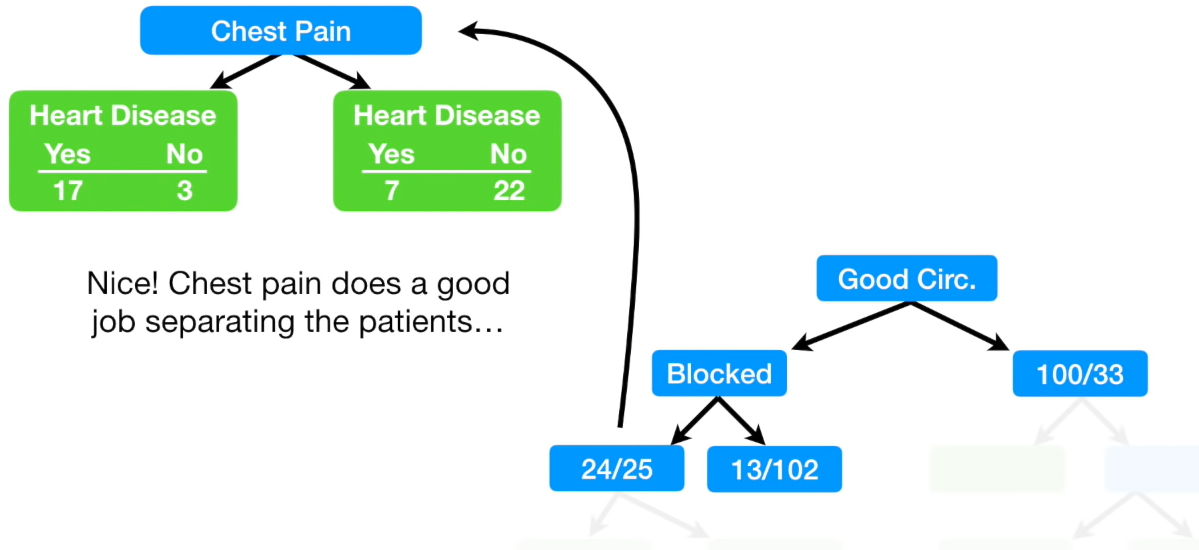 Chest Pain
Heart Disease
Yes No
17 3
Heart Disease
Yes No
7 22
Nice! Chest pain does a good
job separating the patients…
Good Circ.
Blocked
100/33
24/25
13/102